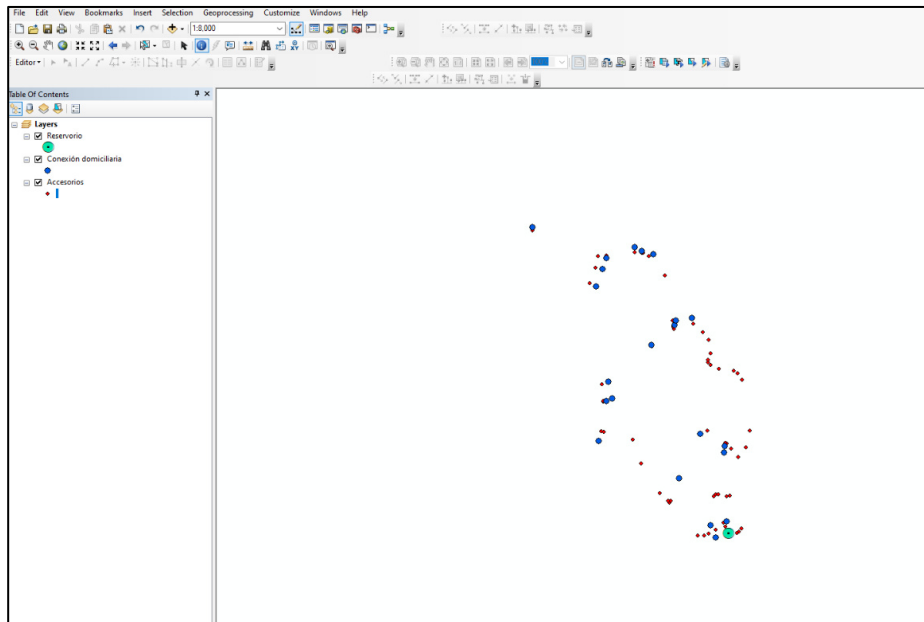 File Edit View Bookmarks Insert Selection Geoprocessing Customize Windows Help
1:8,000
Editor
Table Of Contents
Layers
Reservorio
Conexión domiciliaria
Accesorios